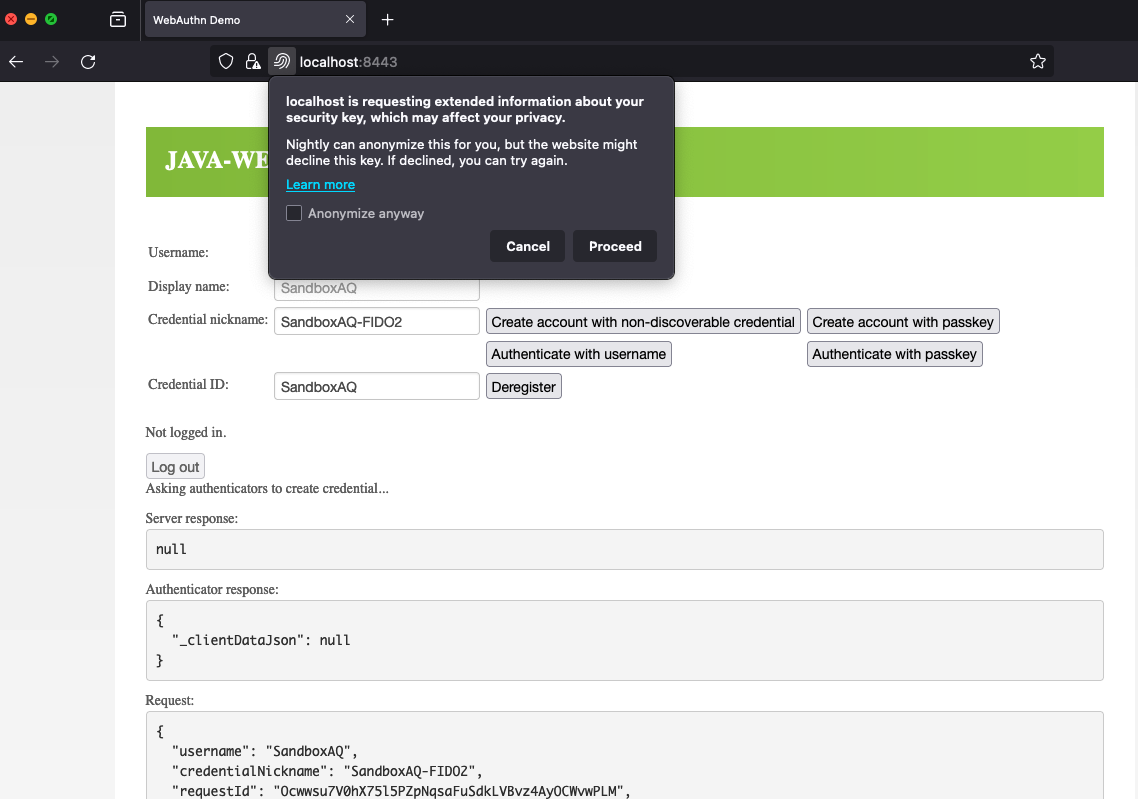 WebAuthn Demo
localhost:8443
localhost is requesting extended information about your
security key, which may affect your privacy.
Nightly can anonymize this for you, but the website might
decline this key. If declined, you can try again.
Learn more
Anonymize anyway
Cancel Proceed
JAVA-WE
Username:
Display name: SandboxAQ
Credential nickname: SandboxAQ-FIDO2 Create account with non-discoverable credential Create account with passkey
Authenticate with username Authenticate with passkey
Credential ID: SandboxAQ Deregister
Not logged in.
Log out
Asking authenticators to create credential...
Server response:
null
Authenticator response:
{
"_clientDataJson": null
}
Request:
{
"username": "SandboxAQ",
"credentialNickname": "SandboxAQ-FIDO2",
"requestId": "Ocwwsu7V0hX75l5PZpNqsaFuSdkLVBvz4AyOCWvwPLM",